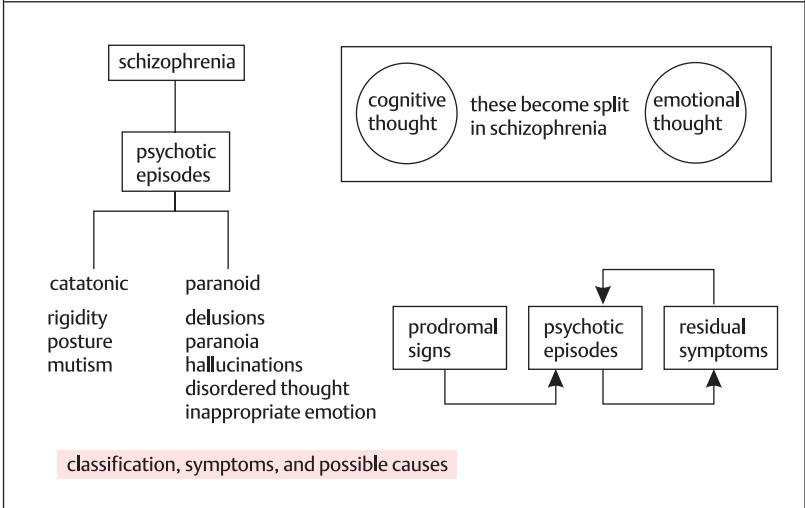 schizophrenia
psychotic
episodes
catatonic
rigidity
posture
mutism
paranoid
delusions
paranoia
hallucinations
disordered thought
inappropriate emotion
cognitive
thought
these become split
in schizophrenia
emotional
thought
prodromal
signs
psychotic
episodes
residual
symptoms
classification, symptoms, and possible causes